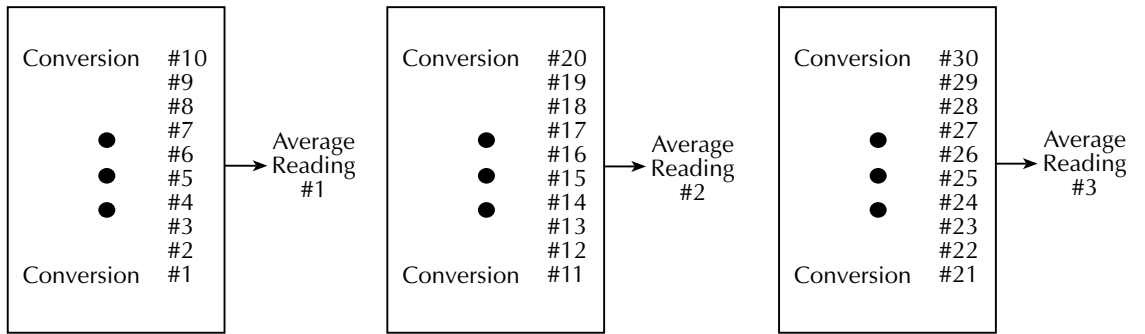 Conversion #10
#9
#8
#7
#6
#5
#4
#3
#2
Conversion #1
Average
Reading
#1
Conversion #20
#19
#18
#17
#16
#15
#14
#13
#12
Conversion #11
Average
Reading
#2
Conversion #30
#29
#28
#27
#26
#25
#24
#23
#22
Conversion #21
Average
Reading
#3